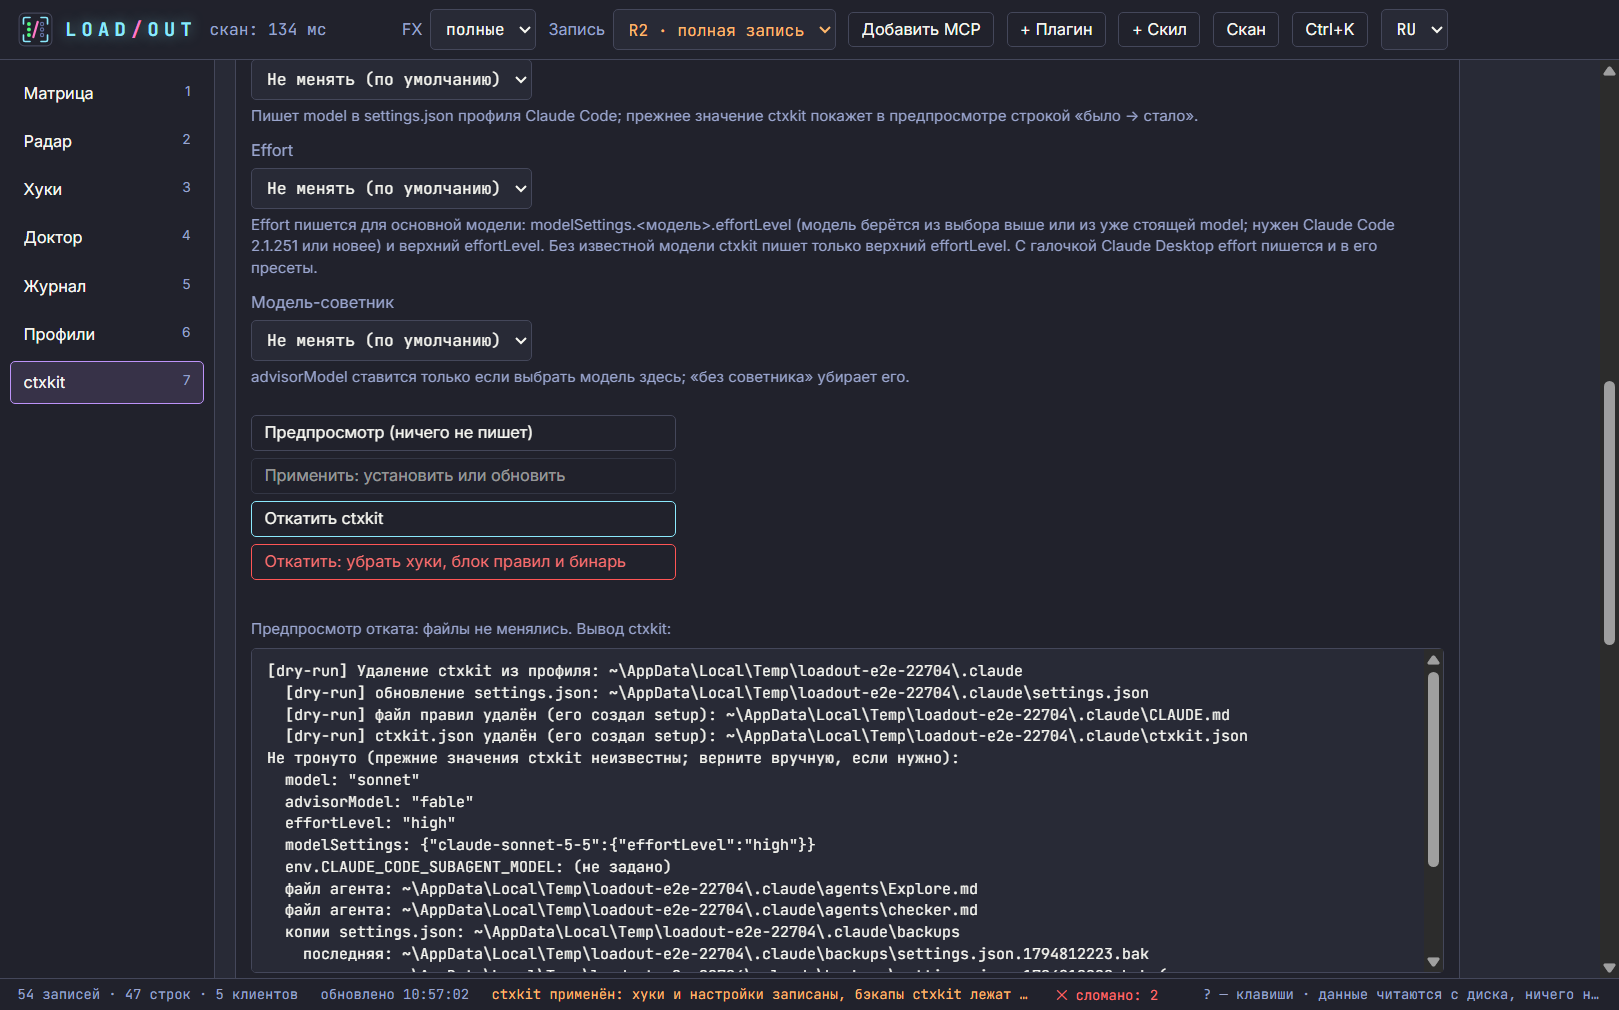 LOAD/OUT скан: 134 мс FX полные Запись R2 · полная запись Добавить MCP + Плагин + Скил Скан Ctrl+K RU
Матрица 1
Радар 2
Хуки 3
Доктор 4
Журнал 5
Профили 6
ctxkit 7
Не менять (по умолчанию)
Пишет model в settings.json профиля Claude Code; прежнее значение ctxkit покажет в предпросмотре строкой «было → стало».
Effort
Не менять (по умолчанию)
Effort пишется для основной модели: modelSettings.<модель>.effortLevel (модель берётся из выбора выше или из уже стоящей model; нужен Claude Code
2.1.251 или новее) и верхний effortLevel. Без известной модели ctxkit пишет только верхний effortLevel. С галочкой Claude Desktop effort пишется и в его
пресеты.
Модель-советник
Не менять (по умолчанию)
advisorModel ставится только если выбрать модель здесь; «без советника» убирает его.
Предпросмотр (ничего не пишет)
Применить: установить или обновить
Откатить ctxkit
Откатить: убрать хуки, блок правил и бинарь
Предпросмотр отката: файлы не менялись. Вывод ctxkit:
[dry-run] Удаление ctxkit из профиля: ~\AppData\Local\Temp\loadout-e2e-22704\.claude
[dry-run] обновление settings.json: ~\AppData\Local\Temp\loadout-e2e-22704\.claude\settings.json
[dry-run] файл правил удалён (его создал setup): ~\AppData\Local\Temp\loadout-e2e-22704\.claude\CLAUDE.md
[dry-run] ctxkit.json удалён (его создал setup): ~\AppData\Local\Temp\loadout-e2e-22704\.claude\ctxkit.json
Не тронуто (прежние значения ctxkit неизвестны; верните вручную, если нужно):
model: "sonnet"
advisorModel: "fable"
effortLevel: "high"
modelSettings: {"claude-sonnet-5-5":{"effortLevel":"high"}}
env.CLAUDE_CODE_SUBAGENT_MODEL: (не задано)
файл агента: ~\AppData\Local\Temp\loadout-e2e-22704\.claude\agents\Explore.md
файл агента: ~\AppData\Local\Temp\loadout-e2e-22704\.claude\agents\checker.md
копии settings.json: ~\AppData\Local\Temp\loadout-e2e-22704\.claude\backups
последняя: ~\AppData\Local\Temp\loadout-e2e-22704\.claude\backups\settings.json.1794812223.bak
54 записей · 47 строк · 5 клиентов обновлено 10:57:02 ctxkit применён: хуки и настройки записаны, бэкапы ctxkit лежат … ✕ сломано: 2 ? — клавиши · данные читаются с диска, ничего н…